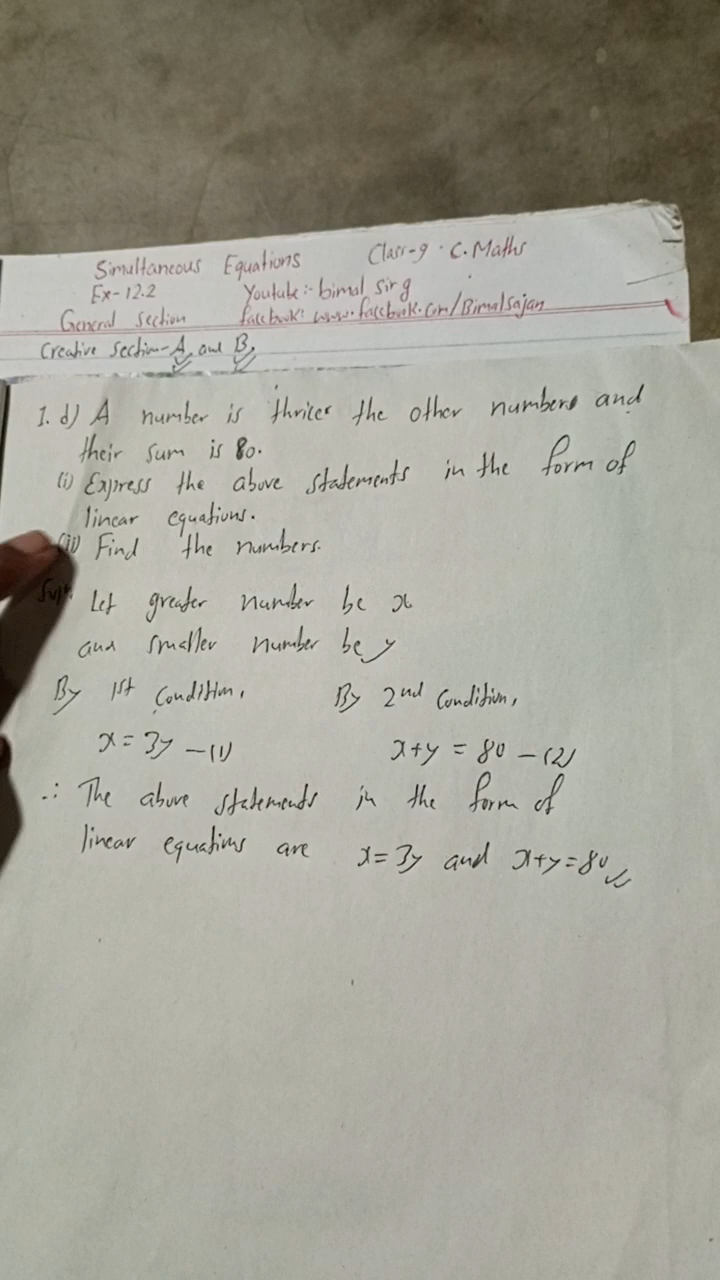 Simultaneous Equations Class-9 C. Maths
Ex-12.2 Youtube:- bimal sir g
General section facebook: www.facebook.com/Bimalsajan
Creative section-A and B.
1. d) A number is thrice the other number and
their sum is 80.
(i) Express the above statements in the form of
linear equations.
(ii) Find the numbers.
Let greater number be x
and smaller number be y
By 1st Condition, By 2nd Condition,
x = 3y -(1) x+y = 80 -(2)
∴ The above statements in the form of
linear equations are x = 3y and x+y=80